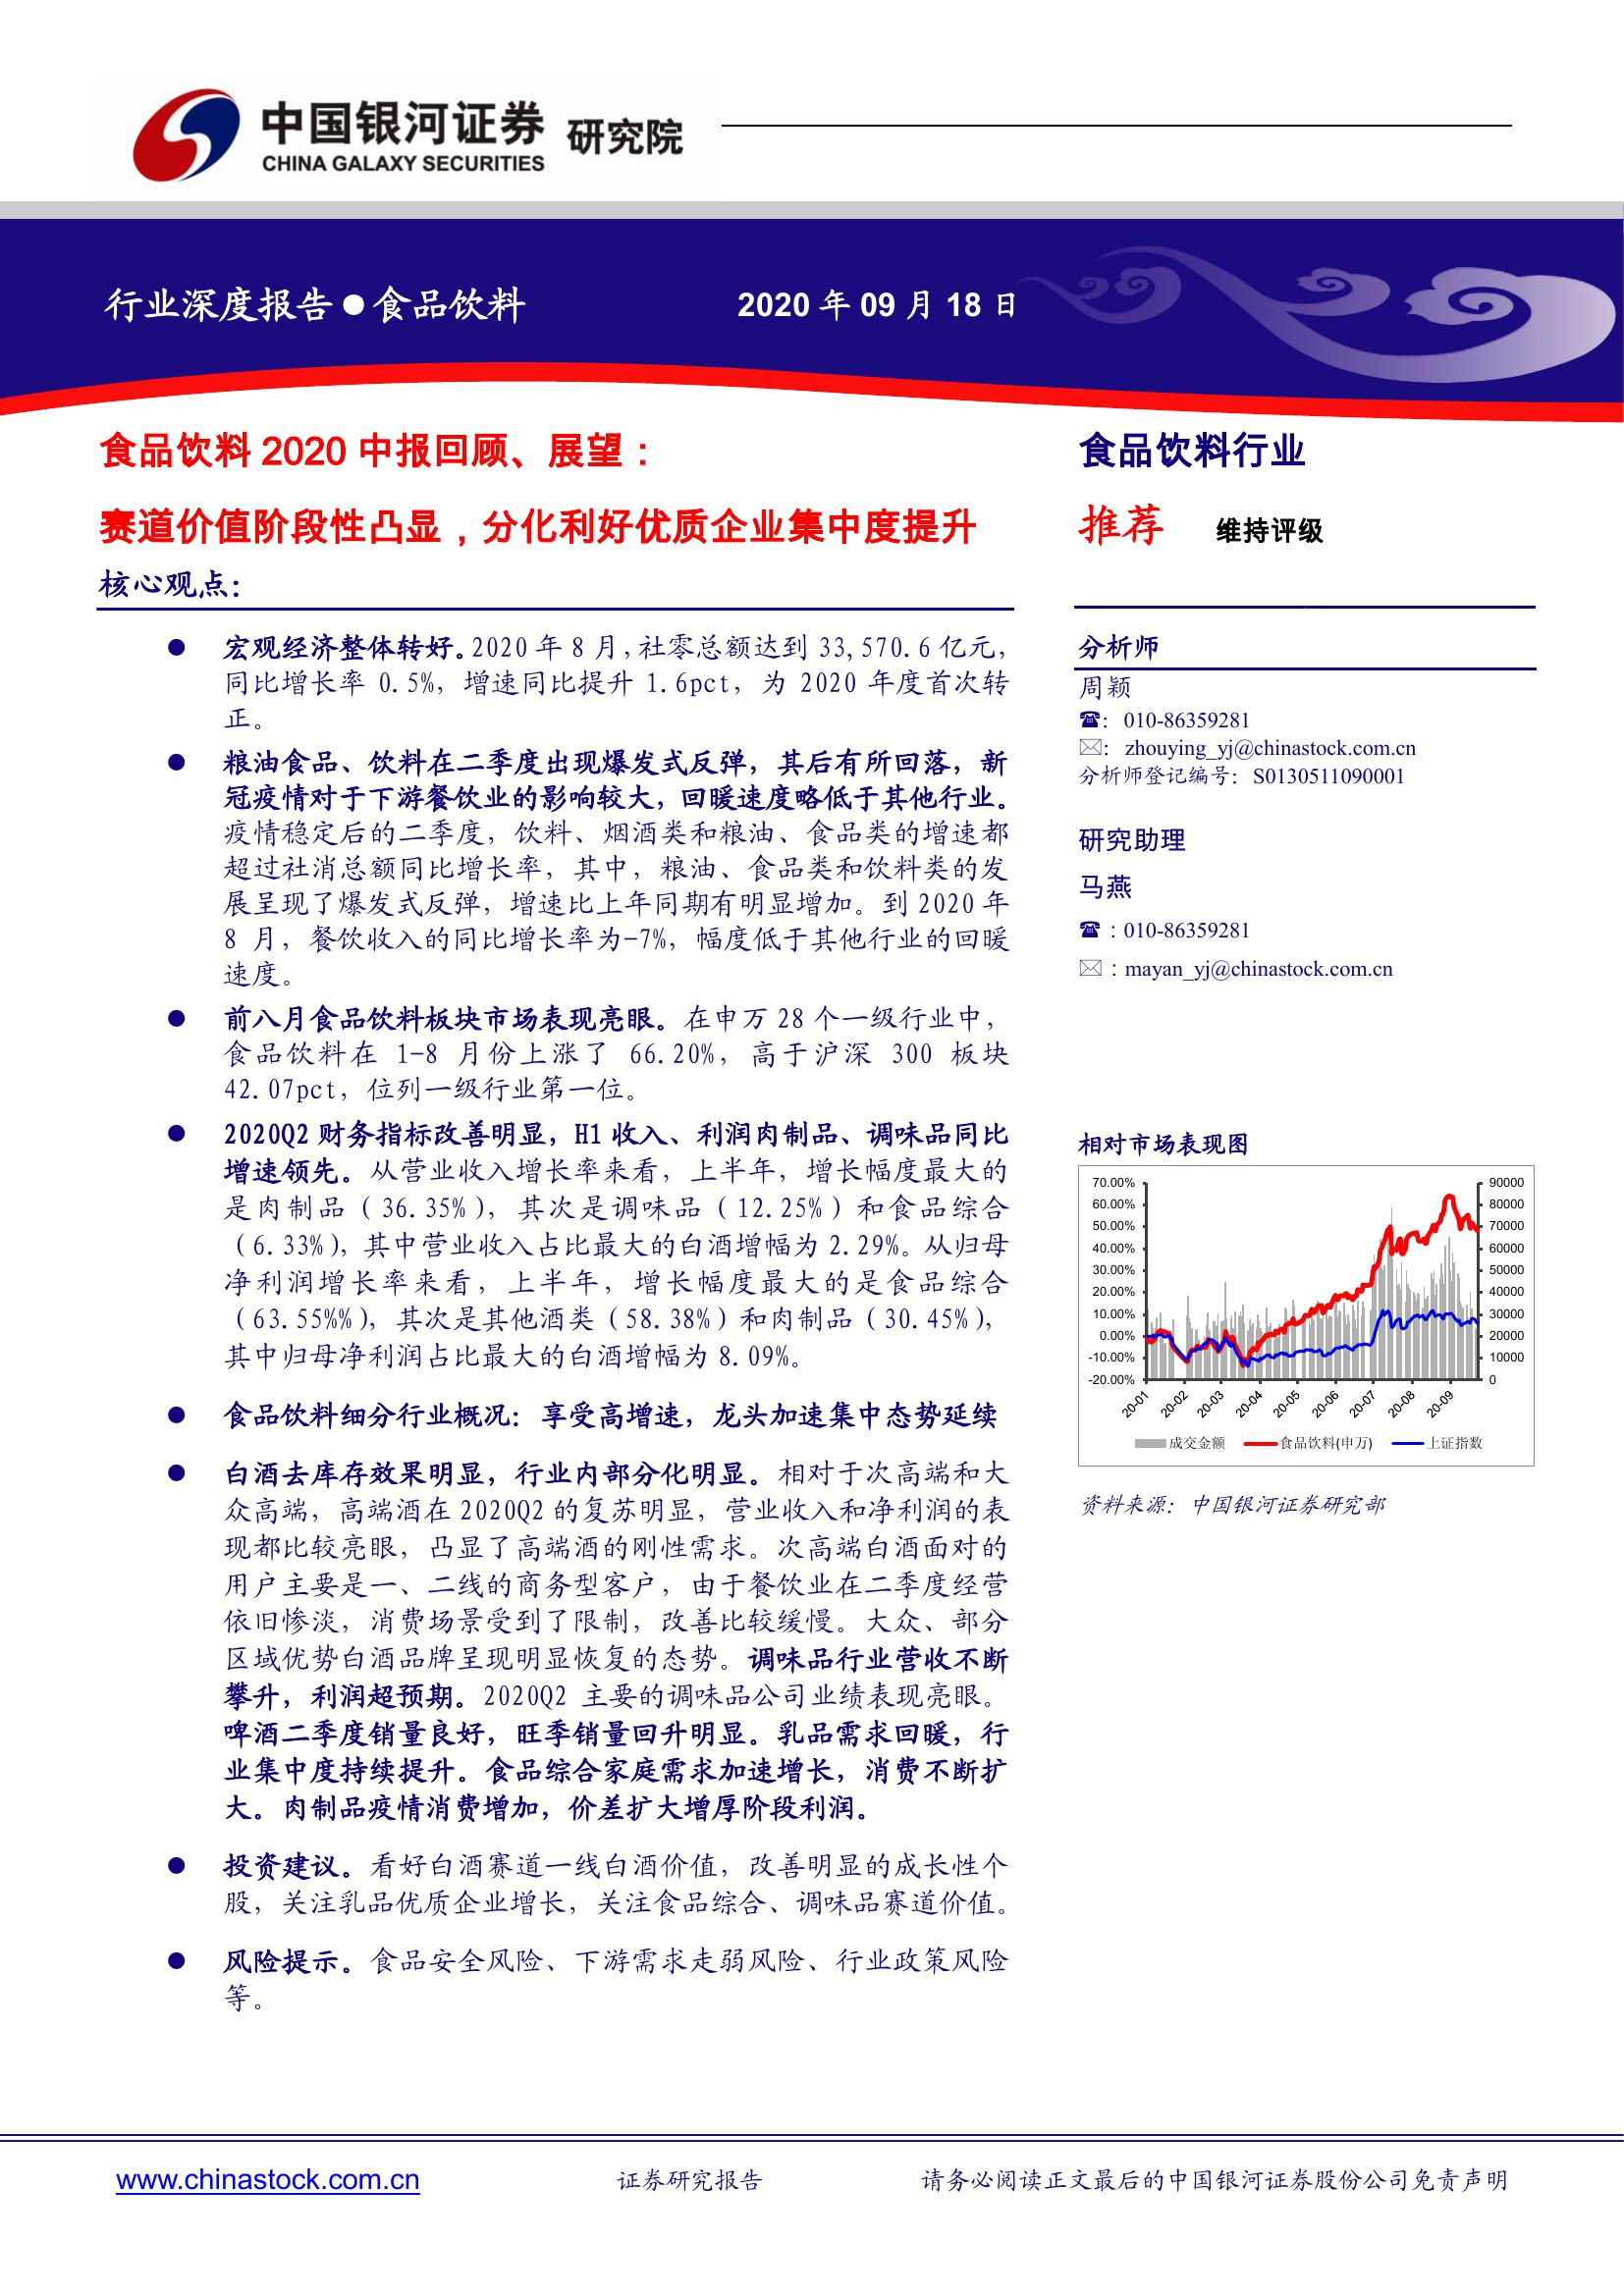 中国银河证券 研究院
CHINA GALAXY SECURITIES
行业深度报告●食品饮料
2020 年 09 月 18 日
食品饮料 2020 中报回顾、展望：
赛道价值阶段性凸显，分化利好优质企业集中度提升
核心观点：
● 宏观经济整体转好。2020 年 8 月，社零总额达到 33,570.6 亿元，
同比增长率 0.5%，增速同比提升 1.6pct，为 2020 年度首次转
正。
● 粮油食品、饮料在二季度出现爆发式反弹，其后有所回落，新
冠疫情对于下游餐饮业的影响较大，回暖速度略低于其他行业。
疫情稳定后的二季度，饮料、烟酒类和粮油、食品类的增速都
超过社消总额同比增长率，其中，粮油、食品类和饮料类的发
展呈现了爆发式反弹，增速比上年同期有明显增加。到 2020 年
8 月，餐饮收入的同比增长率为-7%，幅度低于其他行业的回暖
速度。
● 前八月食品饮料板块市场表现亮眼。在申万 28 个一级行业中，
食品饮料在 1-8 月份上涨了 66.20%，高于沪深 300 板块
42.07pct，位列一级行业第一位。
● 2020Q2 财务指标改善明显，H1 收入、利润肉制品、调味品同比
增速领先。从营业收入增长率来看，上半年，增长幅度最大的
是肉制品（36.35%），其次是调味品（12.25%）和食品综合
（6.33%），其中营业收入占比最大的白酒增幅为 2.29%。从归母
净利润增长率来看，上半年，增长幅度最大的是食品综合
（63.55%%），其次是其他酒类（58.38%）和肉制品（30.45%），
其中归母净利润占比最大的白酒增幅为 8.09%。
● 食品饮料细分行业概况：享受高增速，龙头加速集中态势延续
● 白酒去库存效果明显，行业内部分化明显。相对于次高端和大
众高端，高端酒在 2020Q2 的复苏明显，营业收入和净利润的表
现都比较亮眼，凸显了高端酒的刚性需求。次高端白酒面对的
用户主要是一、二线的商务型客户，由于餐饮业在二季度经营
依旧惨淡，消费场景受到了限制，改善比较缓慢。大众、部分
区域优势白酒品牌呈现明显恢复的态势。调味品行业营收不断
攀升，利润超预期。2020Q2 主要的调味品公司业绩表现亮眼。
啤酒二季度销量良好，旺季销量回升明显。乳品需求回暖，行
业集中度持续提升。食品综合家庭需求加速增长，消费不断扩
大。肉制品疫情消费增加，价差扩大增厚阶段利润。
● 投资建议。看好白酒赛道一线白酒价值，改善明显的成长性个
股，关注乳品优质企业增长，关注食品综合、调味品赛道价值。
● 风险提示。食品安全风险、下游需求走弱风险、行业政策风险
等。
食品饮料行业
推荐 维持评级
分析师
周颖
☎：010-86359281
✉：zhouying_yj@chinastock.com.cn
分析师登记编号：S0130511090001
研究助理
马燕
☎：010-86359281
✉：mayan_yj@chinastock.com.cn
相对市场表现图
70.00% 90000
60.00% 80000
50.00% 70000
40.00% 60000
30.00% 50000
20.00% 40000
10.00% 30000
0.00% 20000
-10.00% 10000
-20.00% 0
20-01 20-02 20-03 20-04 20-05 20-06 20-07 20-08 20-09
成交金额 食品饮料(申万) 上证指数
资料来源：中国银河证券研究部
www.chinastock.com.cn 证券研究报告 请务必阅读正文最后的中国银河证券股份公司免责声明